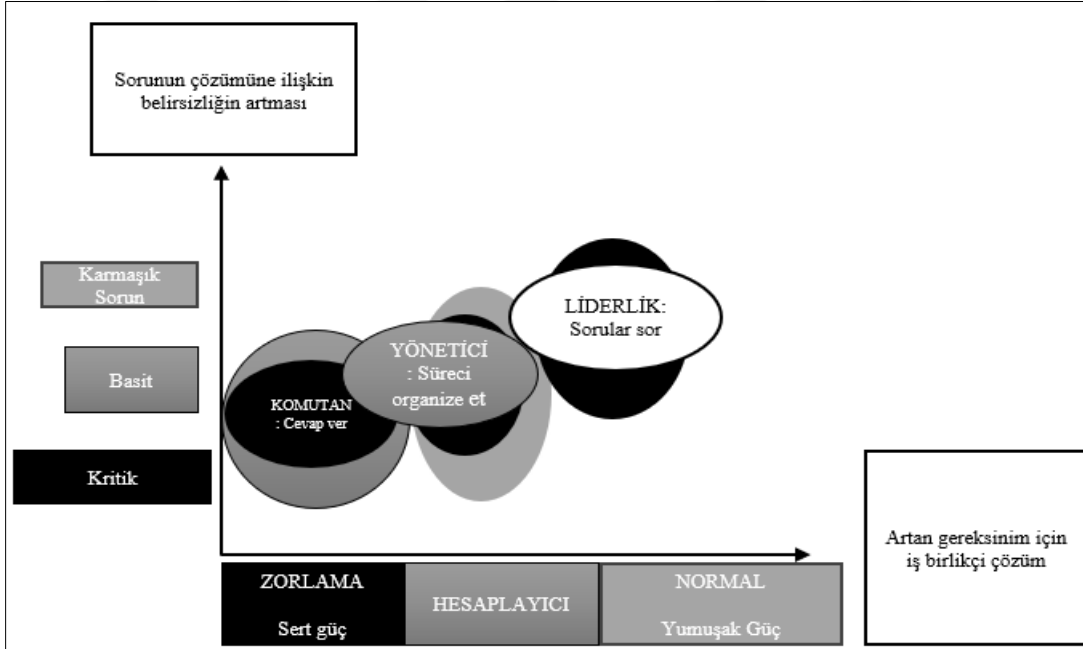 Sorunun çözümüne ilişkin
belirsizliğin artması
Karmaşık
Sorun
Basit
Kritik
KOMUTAN
: Cevap ver
YÖNETİCİ
: Süreci
organize et
LİDERLİK:
Sorular sor
ZORLAMA
Sert güç
HESAPLAYICI
NORMAL
Yumuşak Güç
Artan gereksinim için
iş birlikçi çözüm